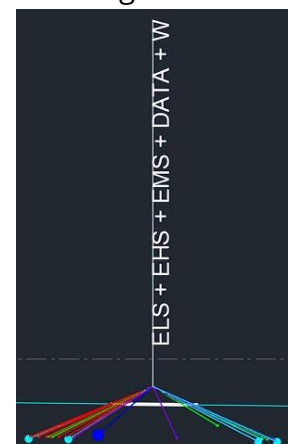 ELS + EHS + EMS + DATA + W